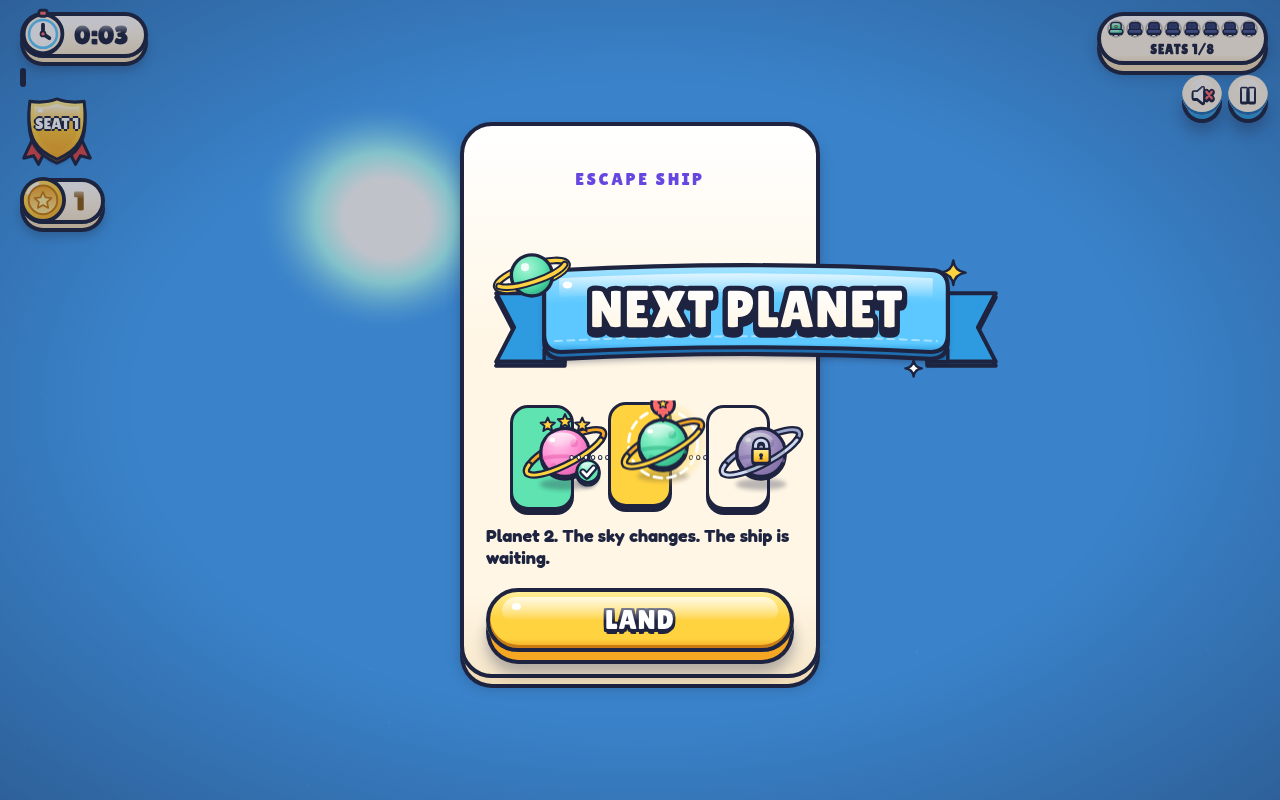 0:03
SEATS 1/8
SEAT 1
1
ESCAPE SHIP
NEXT PLANET
Planet 2. The sky changes. The ship is
waiting.
LAND